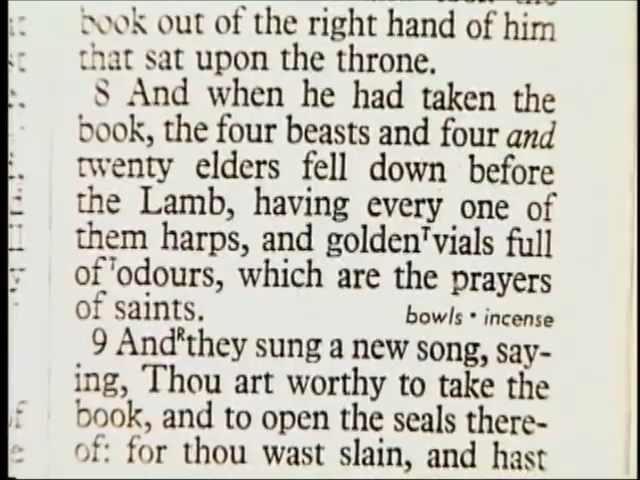 book out of the right hand of him
that sat upon the throne.
8 And when he had taken the
book, the four beasts and four and
twenty elders fell down before
the Lamb, having every one of
them harps, and golden ᵀvials full
of ᵀodours, which are the prayers
of saints. bowls • incense
9 And ᴿthey sung a new song, say-
ing, Thou art worthy to take the
book, and to open the seals there-
of: for thou wast slain, and hast